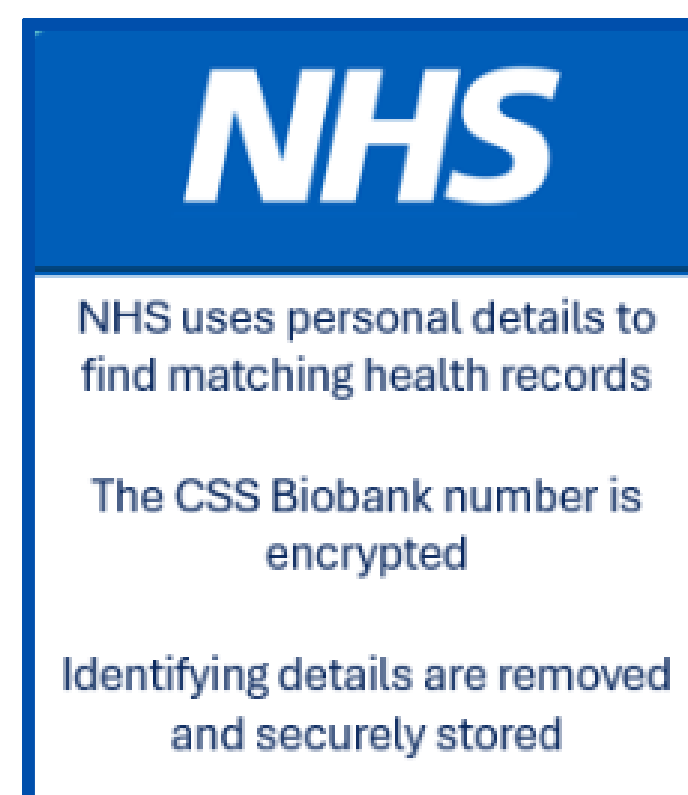 NHS
NHS uses personal details to
find matching health records
The CSS Biobank number is
encrypted
Identifying details are removed
and securely stored